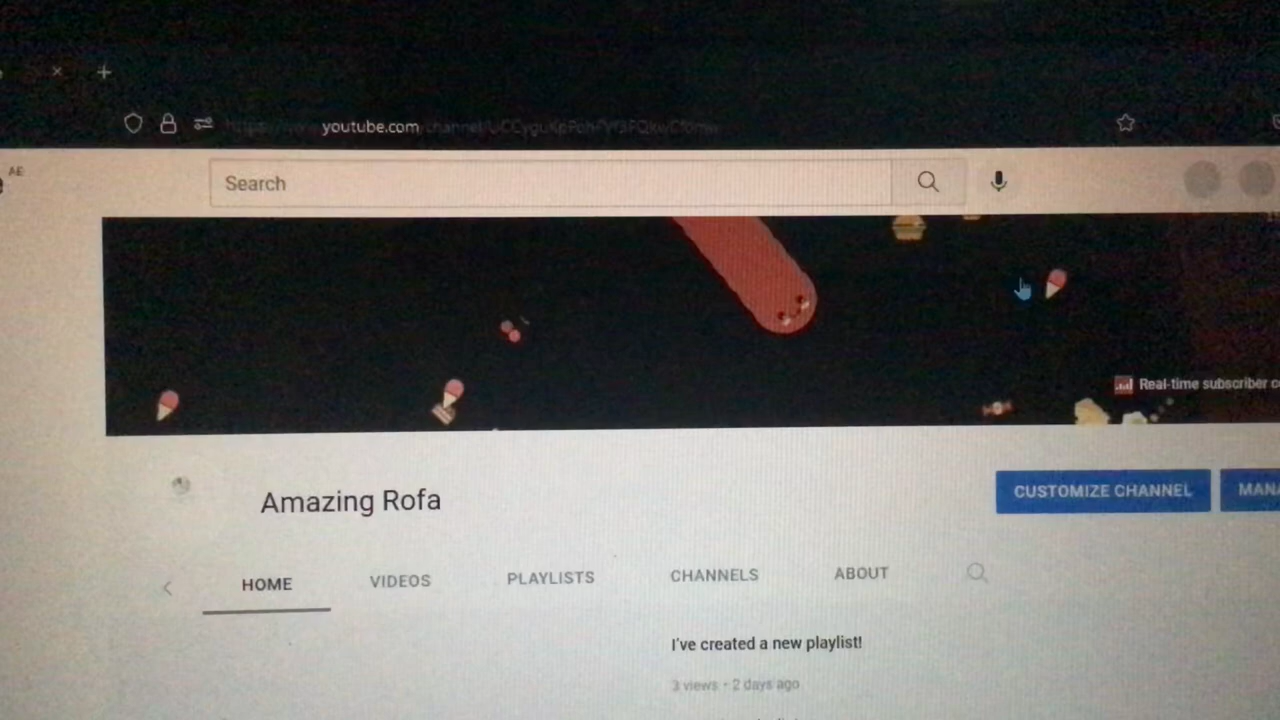 youtube.com
AE
Search
Real-time subscriber
Amazing Rofa
CUSTOMIZE CHANNEL
HOME VIDEOS PLAYLISTS CHANNELS ABOUT
I've created a new playlist!
3 views • 2 days ago